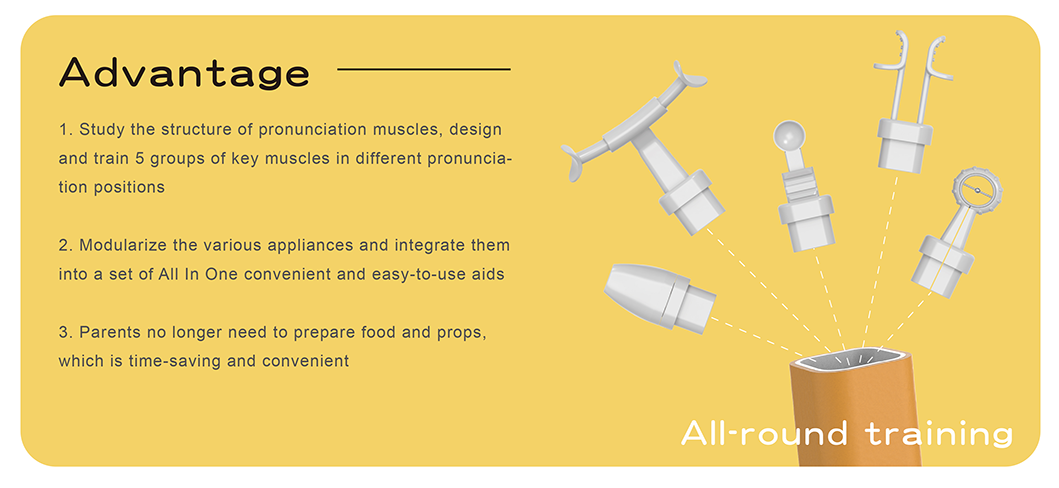 Advantage
1. Study the structure of pronunciation muscles, design
and train 5 groups of key muscles in different pronuncia-
tion positions
2. Modularize the various appliances and integrate them
into a set of All In One convenient and easy-to-use aids
3. Parents no longer need to prepare food and props,
which is time-saving and convenient
All-round training